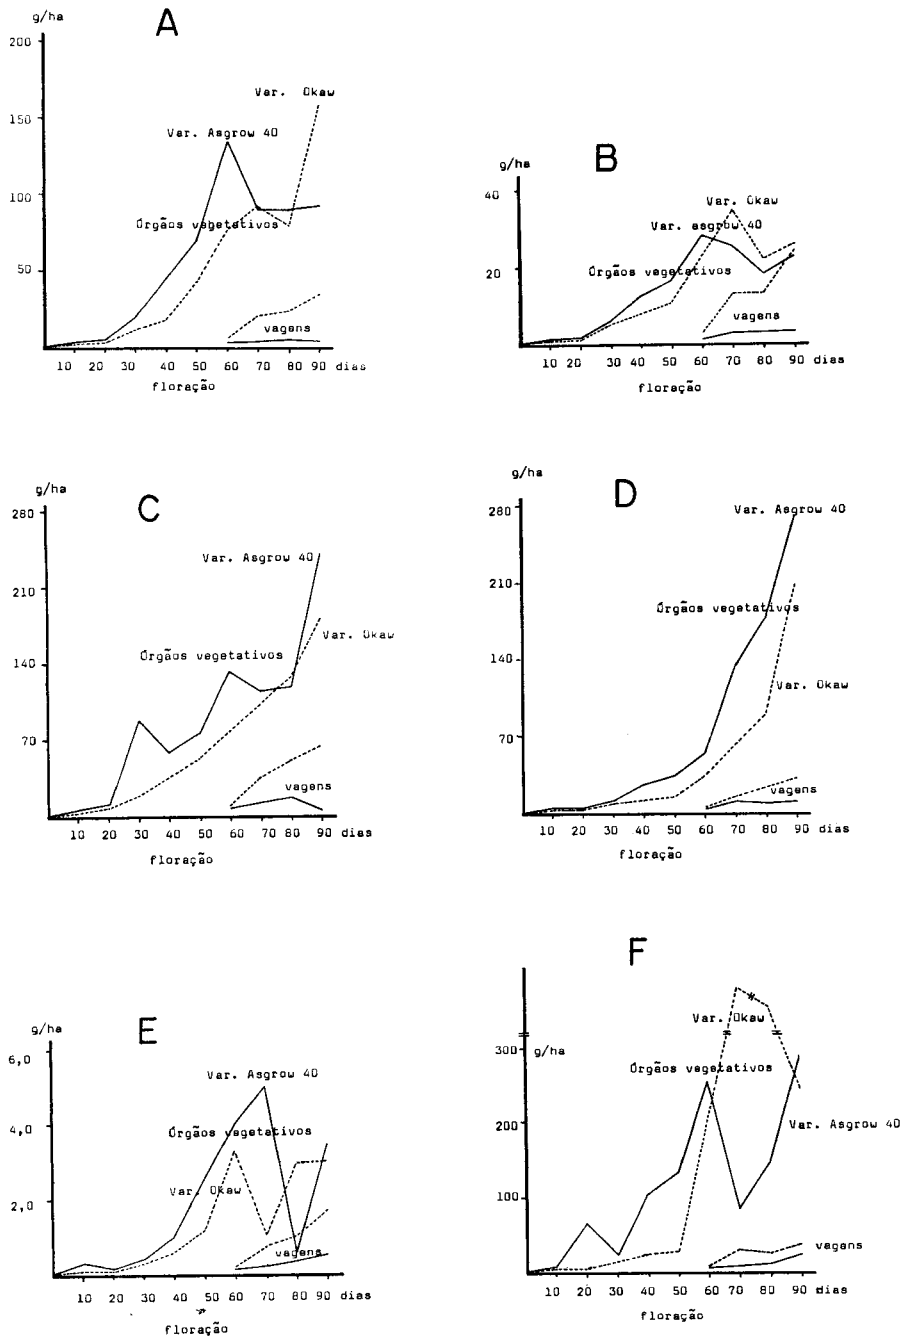 A
g/ha
200
150
100
50
Var. Okaw
Var. Asgrow 40
Órgãos vegetativos
vagens
10 20 30 40 50 60 70 80 90 dias
floração
B
g/ha
40
20
Var. Okaw
Var. asgrow 40
Órgãos vegetativos
vagens
10 20 30 40 50 60 70 80 90 dias
floração
C
g/ha
280
210
140
70
Var. Asgrow 40
Var. Okaw
Órgãos vegetativos
vagens
10 20 30 40 50 60 70 80 90 dias
floração
D
g/ha
280
210
140
70
Var. Asgrow 40
Órgãos vegetativos
Var. Okaw
vagens
10 20 30 40 50 60 70 80 90 dias
floração
E
g/ha
6,0
4,0
2,0
Var. Asgrow 40
Órgãos vegetativos
Var. Okaw
vagens
10 20 30 40 50 60 70 80 90 dias
floração
F
Var. Okaw
300
g/ha
200
100
Órgãos vegetativos
Var. Asgrow 40
vagens
10 20 30 40 50 60 70 80 90 dias
floração